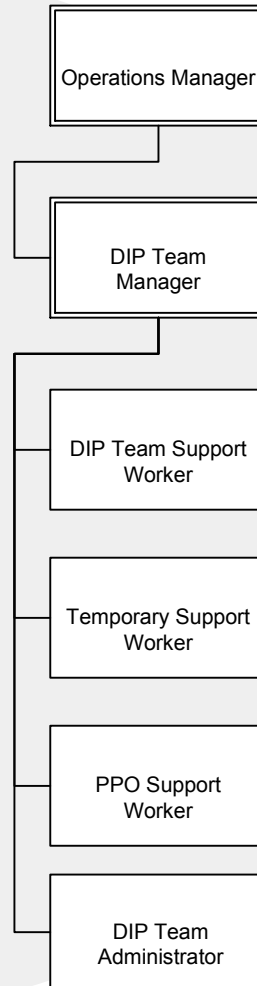 Operations Manager
DIP Team
Manager
DIP Team Support
Worker
Temporary Support
Worker
PPO Support
Worker
DIP Team
Administrator